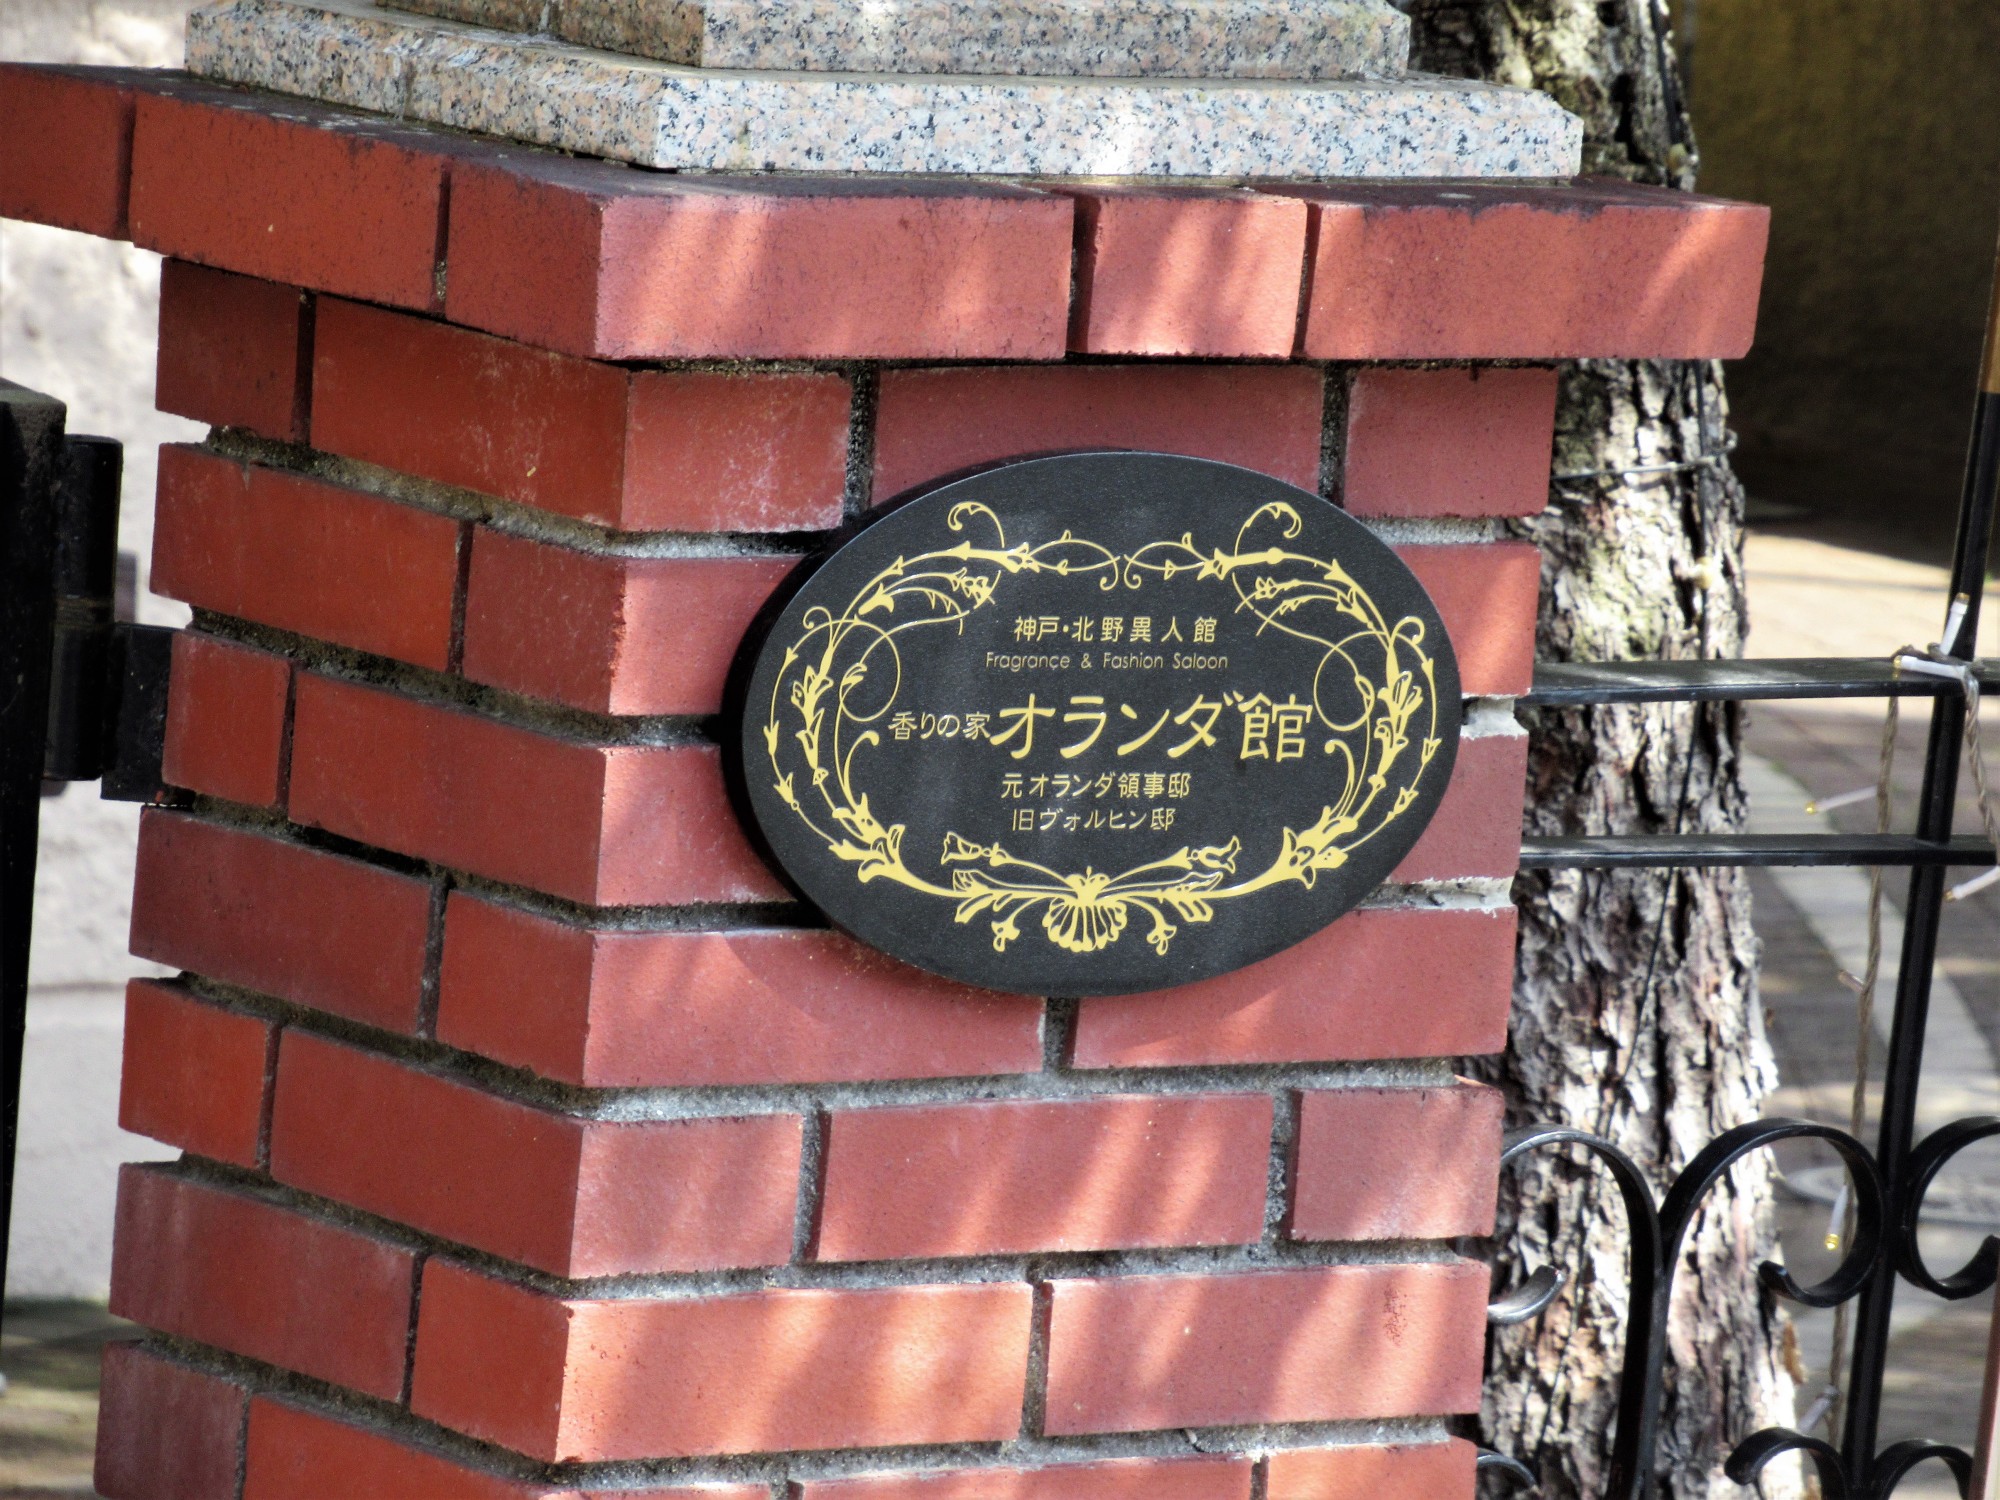 神戸・北野異人館
Fragrance & Fashion Saloon
香りの家オランダ館
元オランダ領事邸
旧ヴォルヒン邸